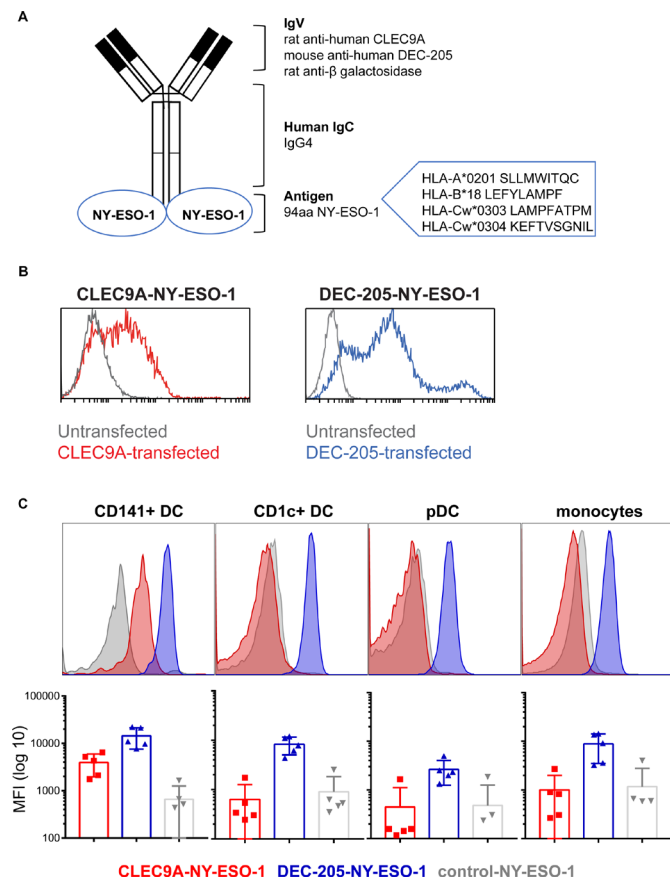 A
IgV
rat anti-human CLEC9A
mouse anti-human DEC-205
rat anti-β galactosidase
Human IgC
IgG4
Antigen
94aa NY-ESO-1
NY-ESO-1 NY-ESO-1
HLA-A*0201 SLLMWITQC
HLA-B*18 LEFYLAMPF
HLA-Cw*0303 LAMPFATPM
HLA-Cw*0304 KEFTVSGNIL
B
CLEC9A-NY-ESO-1 DEC-205-NY-ESO-1
Untransfected Untransfected
CLEC9A-transfected DEC-205-transfected
C
CD141+ DC CD1c+ DC pDC monocytes
MFI (log 10)
100000
10000
1000
100
CLEC9A-NY-ESO-1 DEC-205-NY-ESO-1 control-NY-ESO-1